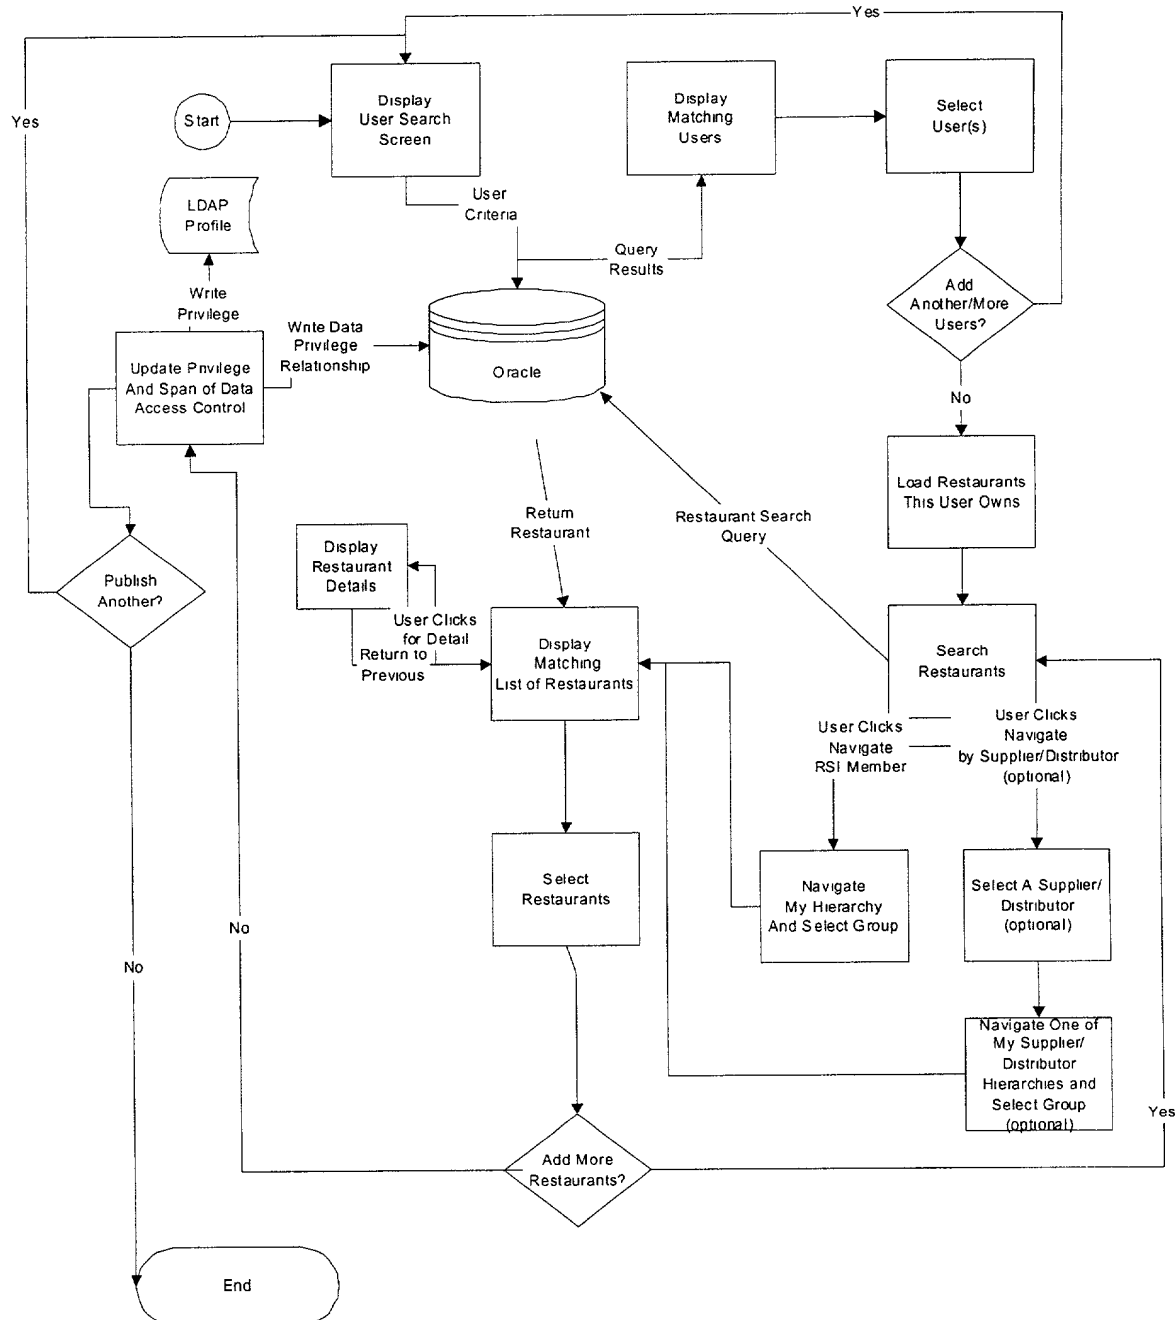 Yes
Yes
Start
Display
User Search
Screen
Display
Matching
Users
Select
User(s)
LDAP
Profile
User
Criteria
Query
Results
Write
Privilege
Write Data
Privilege
Relationship
Add
Another/More
Users?
Update Privilege
And Span of Data
Access Control
Oracle
No
Load Restaurants
This User Owns
Return
Restaurant
Restaurant Search
Query
Display
Restaurant
Details
Publish
Another?
User Clicks
for Detail
Return to
Previous
Display
Matching
List of Restaurants
Search
Restaurants
User Clicks
Navigate
RSI Member
User Clicks
Navigate
by Supplier/Distributor
(optional)
Select
Restaurants
Navigate
My Hierarchy
And Select Group
Select A Supplier/
Distributor
(optional)
No
No
Navigate One of
My Supplier/
Distributor
Hierarchies and
Select Group
(optional)
Yes
Add More
Restaurants?
End